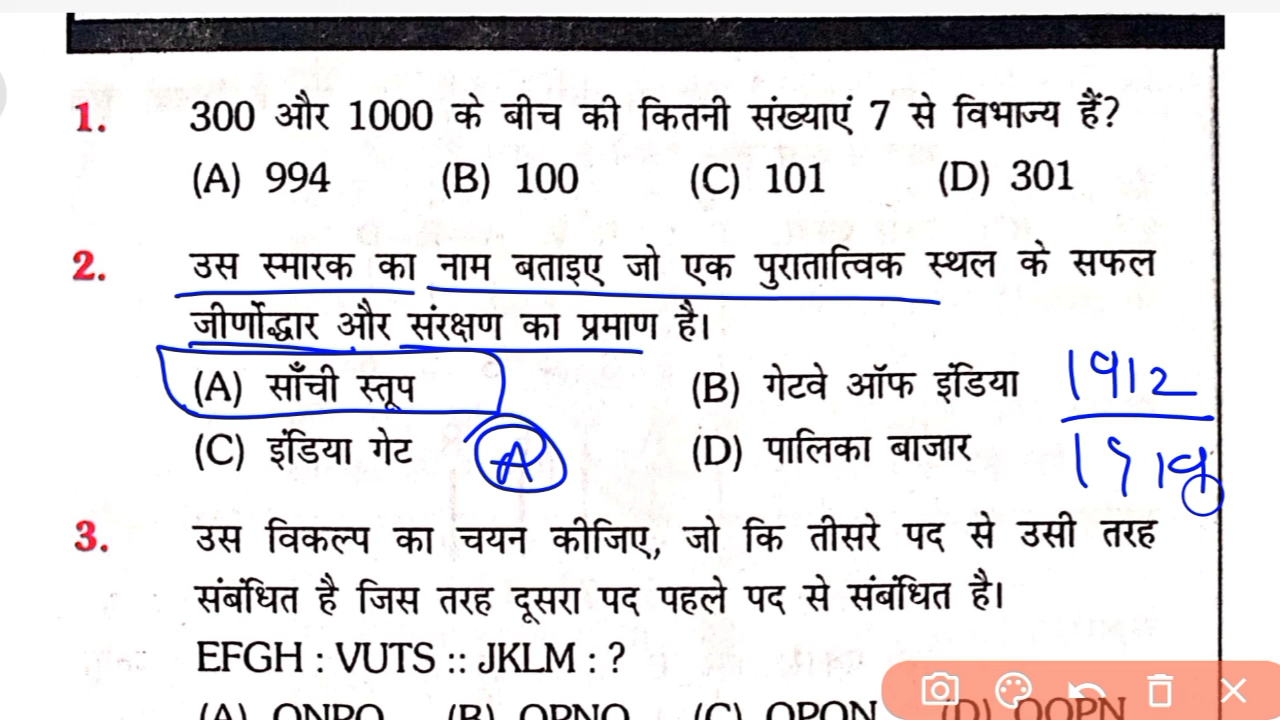 1. 300 और 1000 के बीच की कितनी संख्याएं 7 से विभाज्य हैं?
(A) 994 (B) 100 (C) 101 (D) 301
2. उस स्मारक का नाम बताइए जो एक पुरातात्विक स्थल के सफल
जीर्णोद्धार और संरक्षण का प्रमाण है।
(A) साँची स्तूप (B) गेटवे ऑफ इंडिया 1912
(C) इंडिया गेट A (D) पालिका बाजार 1919
3. उस विकल्प का चयन कीजिए, जो कि तीसरे पद से उसी तरह
संबंधित है जिस तरह दूसरा पद पहले पद से संबंधित है।
EFGH : VUTS :: JKLM : ?